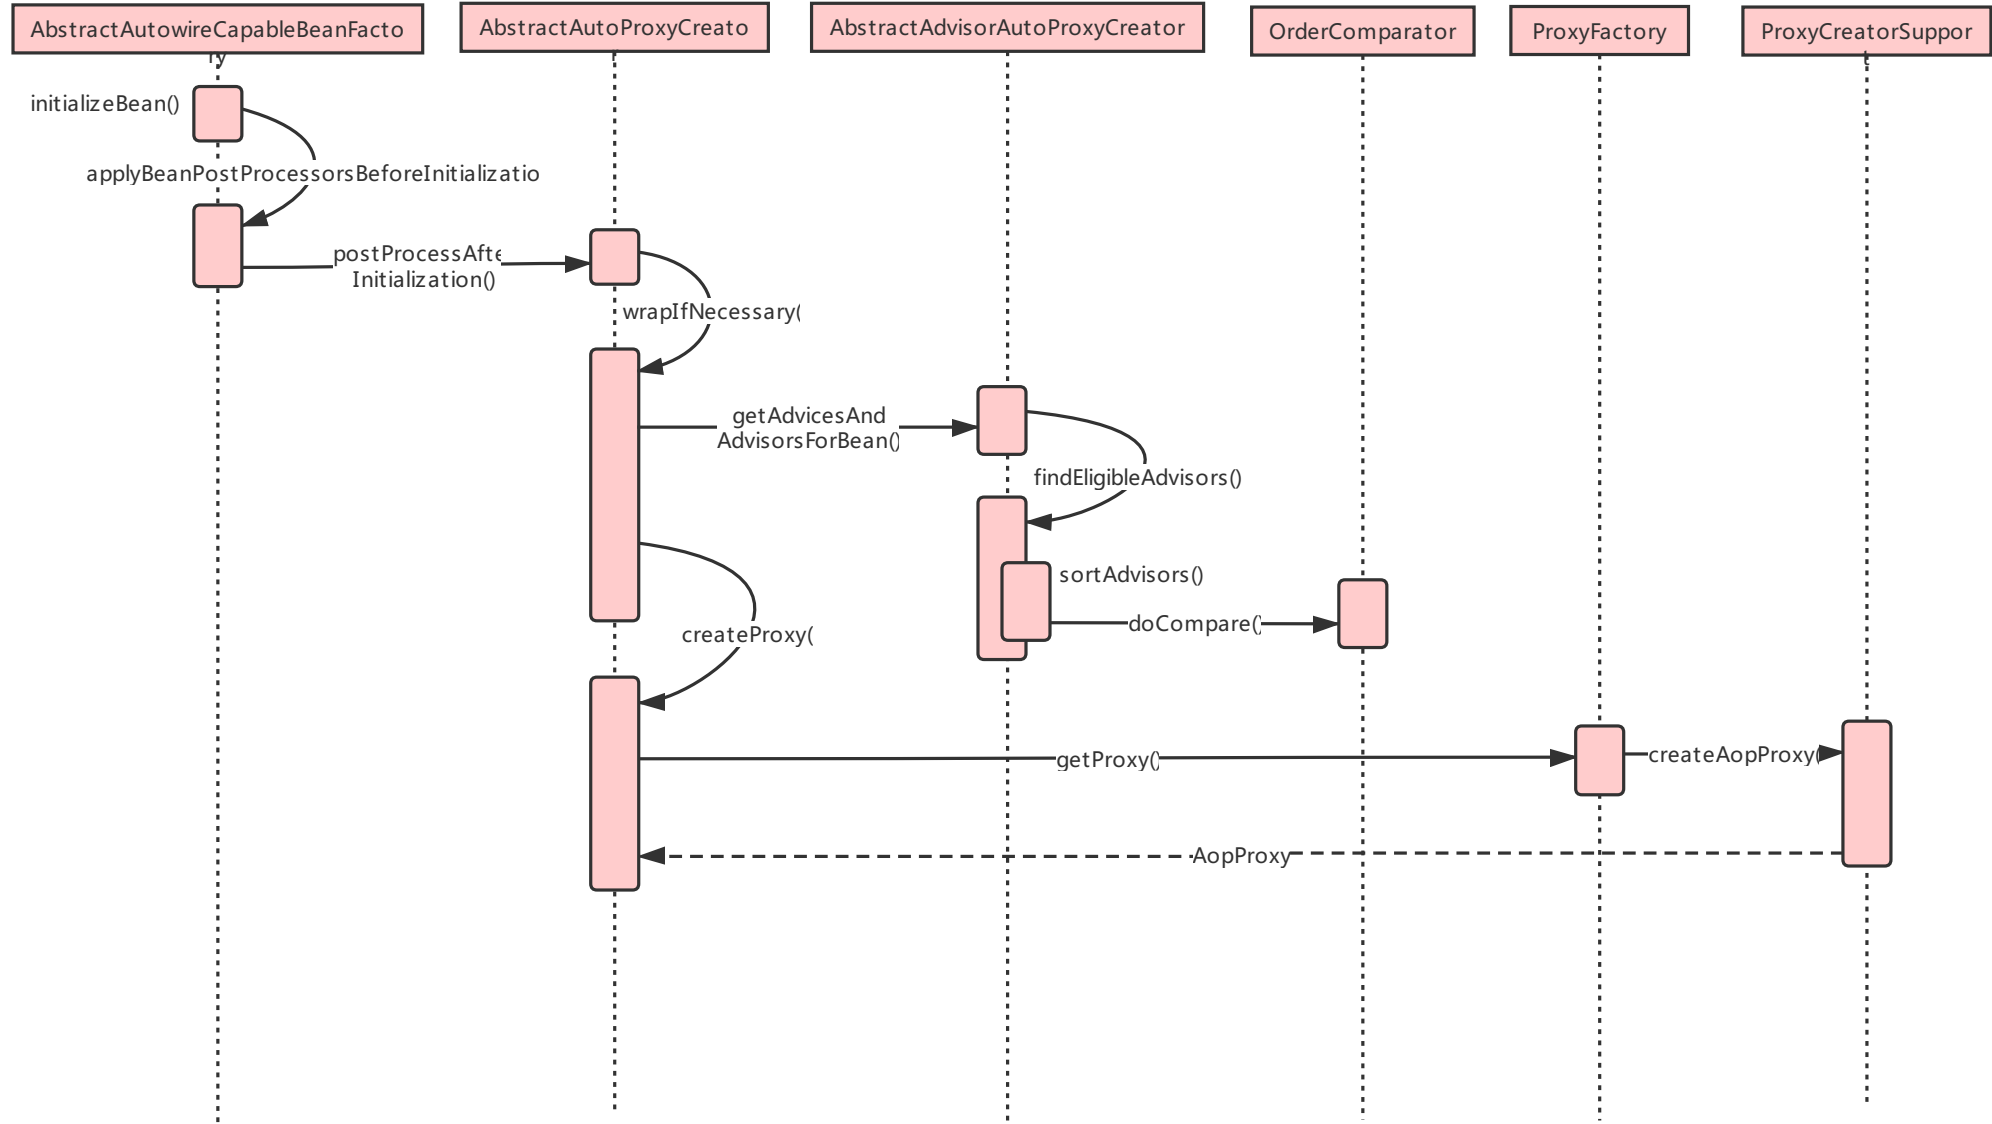 AbstractAutowireCapableBeanFacto
ry
AbstractAutoProxyCreato
r
AbstractAdvisorAutoProxyCreator
OrderComparator
ProxyFactory
ProxyCreatorSuppor
t
initializeBean()
applyBeanPostProcessorsBeforeInitializatio
postProcessAfte
Initialization()
wrapIfNecessary(
getAdvicesAnd
AdvisorsForBean()
findEligibleAdvisors()
sortAdvisors()
doCompare()
createProxy(
getProxy()
createAopProxy(
AopProxy